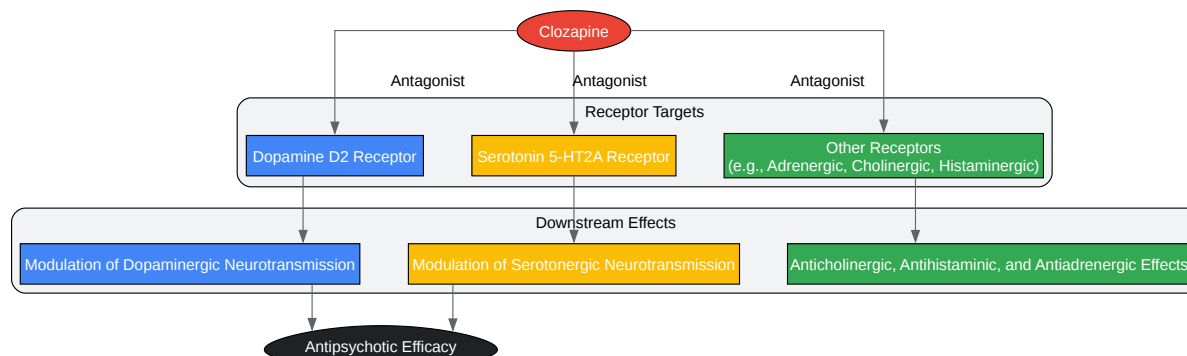 Clozapine
Antagonist
Antagonist
Antagonist
Receptor Targets
Dopamine D2 Receptor
Serotonin 5-HT2A Receptor
Other Receptors
(e.g., Adrenergic, Cholinergic, Histaminergic)
Downstream Effects
Modulation of Dopaminergic Neurotransmission
Modulation of Serotonergic Neurotransmission
Anticholinergic, Antihistaminic, and Antiadrenergic Effects
Antipsychotic Efficacy